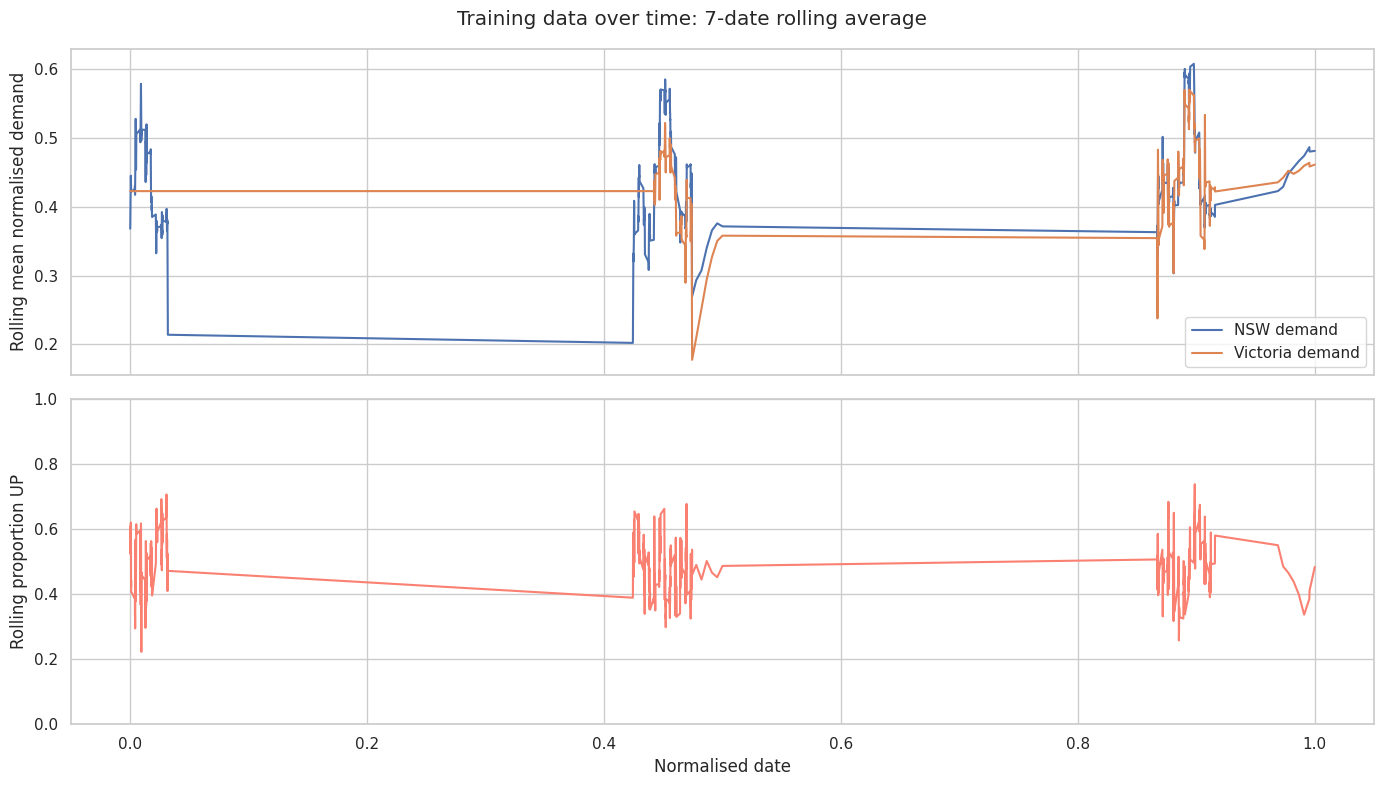 Training data over time: 7-date rolling average
Rolling mean normalised demand
0.6
0.5
0.4
0.3
0.2
NSW demand
Victoria demand
Rolling proportion UP
1.0
0.8
0.6
0.4
0.2
0.0
0.0 0.2 0.4 0.6 0.8 1.0
Normalised date